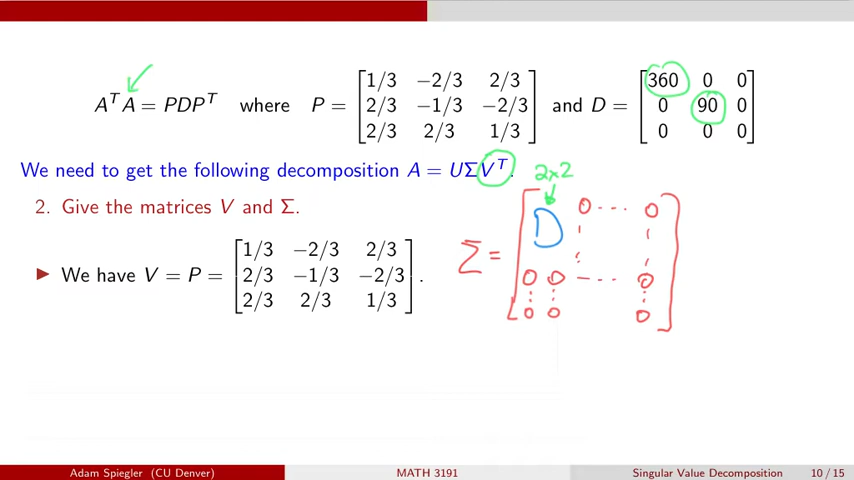 AᵀA = PDPᵀ where P = [1/3 −2/3 2/3; 2/3 −1/3 −2/3; 2/3 2/3 1/3] and D = [360 0 0; 0 90 0; 0 0 0]
We need to get the following decomposition A = UΣVᵀ.
2x2
2. Give the matrices V and Σ.
▶ We have V = P = [1/3 −2/3 2/3; 2/3 −1/3 −2/3; 2/3 2/3 1/3].
Σ = [D 0 ... 0
0 0 - .. 0
0 0 0]
Adam Spiegler (CU Denver) MATH 3191 Singular Value Decomposition 10 / 15